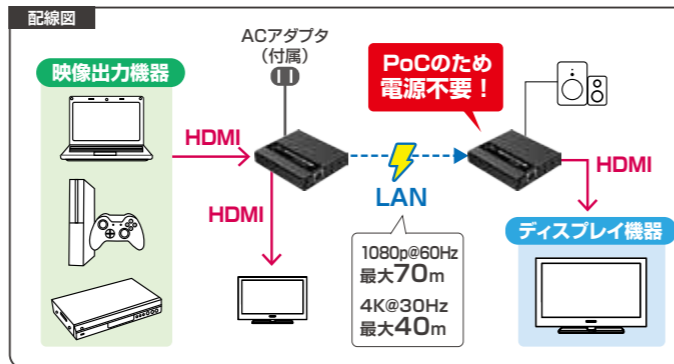 配線図
ACアダプタ
(付属)
映像出力機器
PoCのため
電源不要！
HDMI
HDMI
LAN
HDMI
1080p@60Hz
最大70m
4K@30Hz
最大40m
ディスプレイ機器